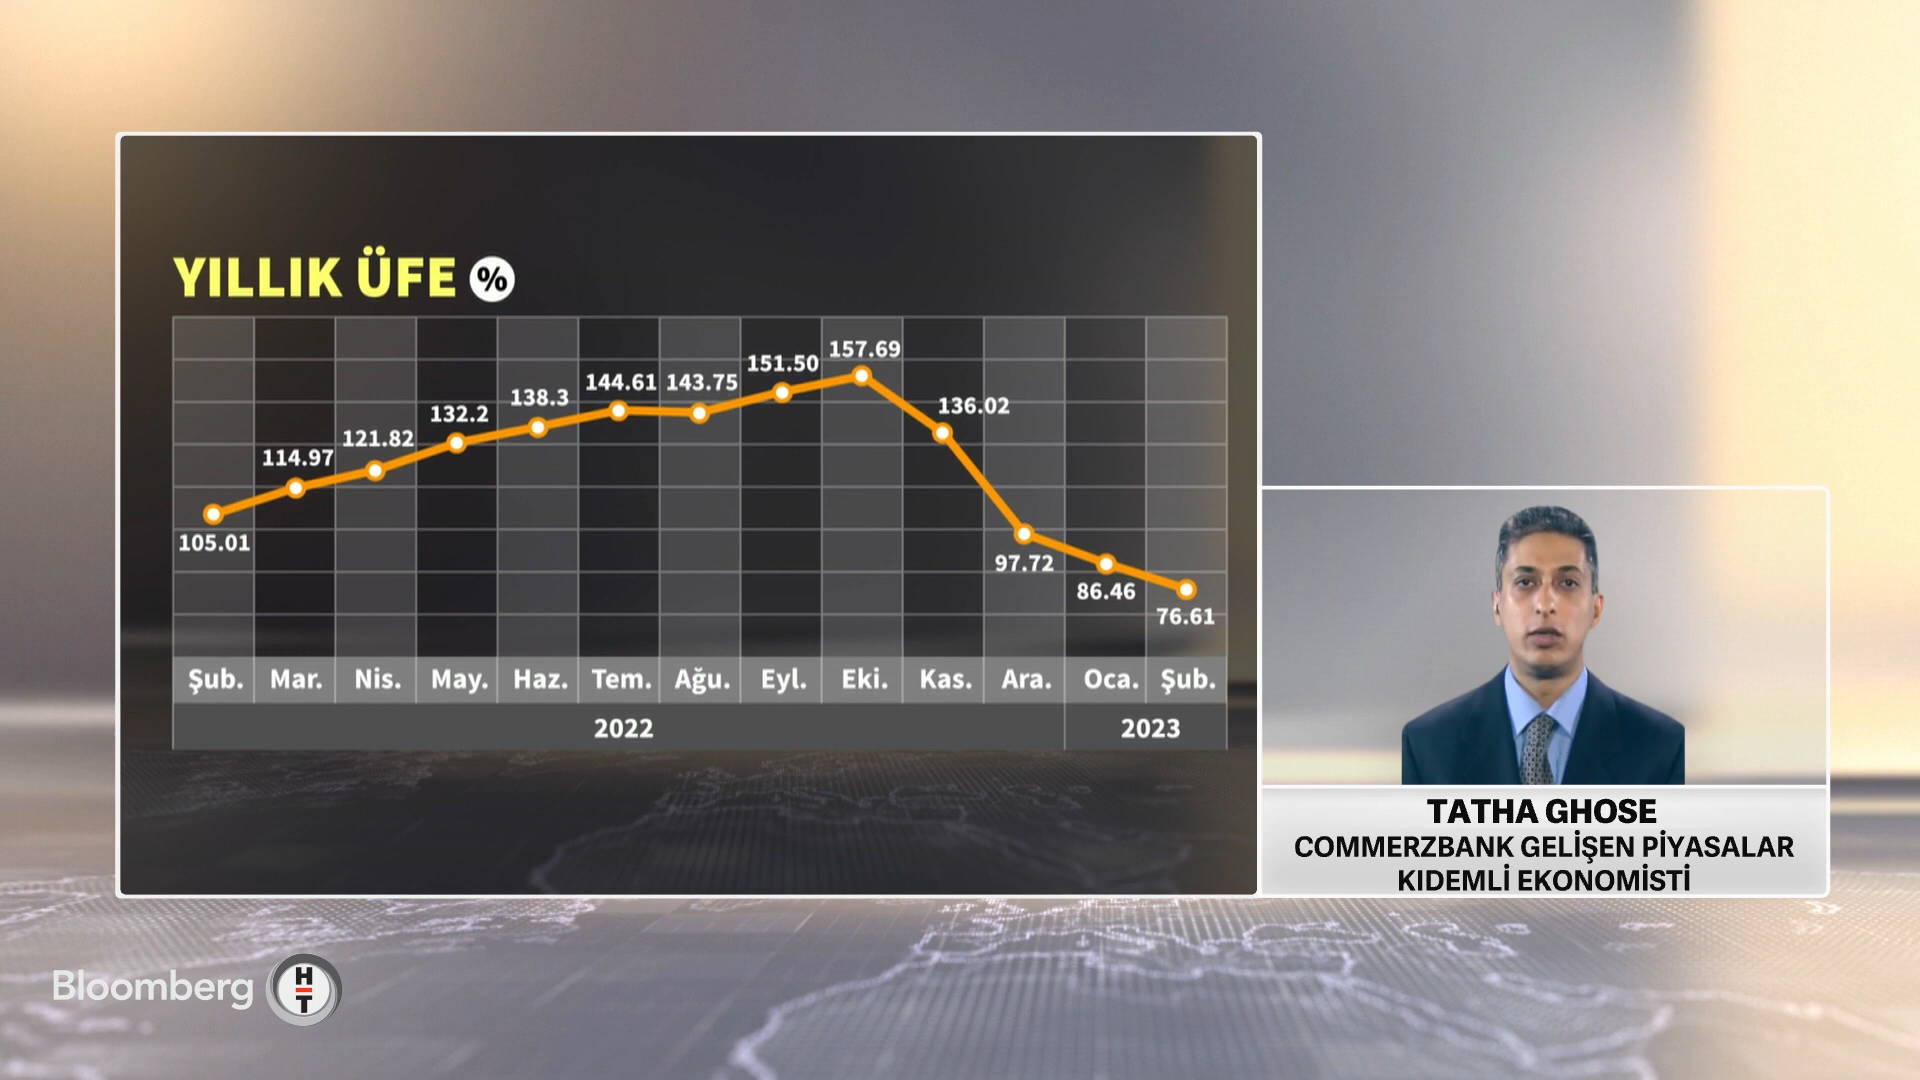 YILLIK ÜFE %
105.01 114.97 121.82 132.2 138.3 144.61 143.75 151.50 157.69 136.02 97.72 86.46 76.61
Şub. Mar. Nis. May. Haz. Tem. Ağu. Eyl. Eki. Kas. Ara. Oca. Şub.
2022 2023
TATHA GHOSE
COMMERZBANK GELİŞEN PİYASALAR
KIDEMLİ EKONOMİSTİ
Bloomberg HT